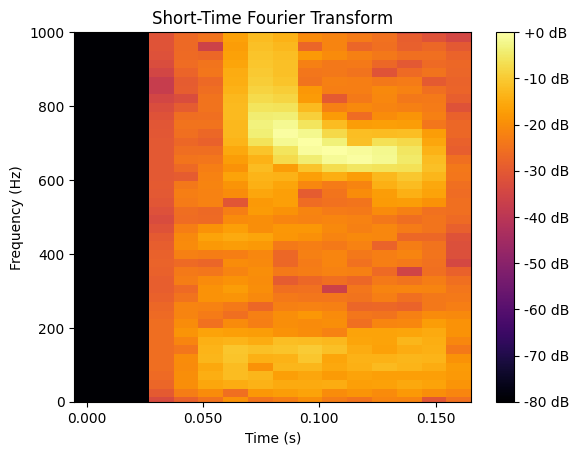 Short-Time Fourier Transform
1000
800
600
400
200
0
Frequency (Hz)
0.000
0.050
0.100
0.150
Time (s)
+0 dB
-10 dB
-20 dB
-30 dB
-40 dB
-50 dB
-60 dB
-70 dB
-80 dB